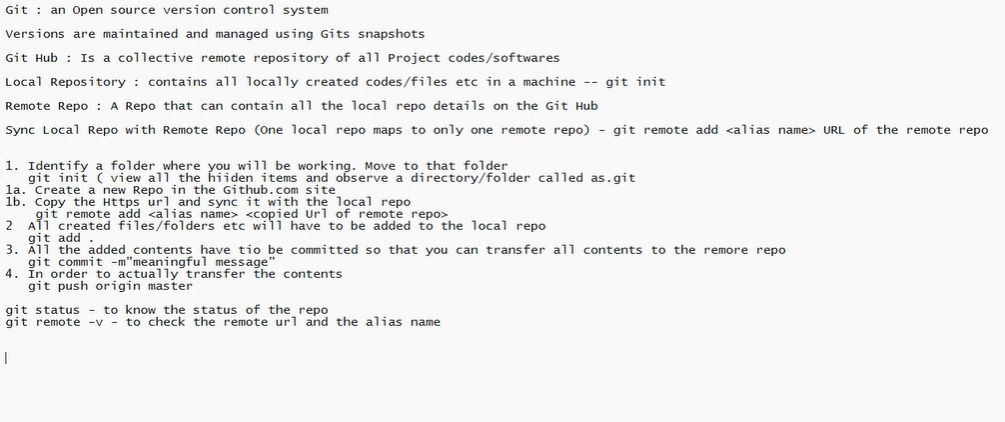 Git : an Open source version control system
Versions are maintained and managed using Gits snapshots
Git Hub : Is a collective remote repository of all Project codes/softwares
Local Repository : contains all locally created codes/files etc in a machine -- git init
Remote Repo : A Repo that can contain all the local repo details on the Git Hub
Sync Local Repo with Remote Repo (One local repo maps to only one remote repo) - git remote add <alias name> URL of the remote repo
1. Identify a folder where you will be working. Move to that folder
git init ( view all the hiiden items and observe a directory/folder called as.git
1a. Create a new Repo in the Github.com site
1b. Copy the Https url and sync it with the local repo
git remote add <alias name> <copied Url of remote repo>
2 All created files/folders etc will have to be added to the local repo
git add .
3. All the added contents have tio be committed so that you can transfer all contents to the remore repo
git commit -m"meaningful message"
4. In order to actually transfer the contents
git push origin master
git status - to know the status of the repo
git remote -v - to check the remote url and the alias name